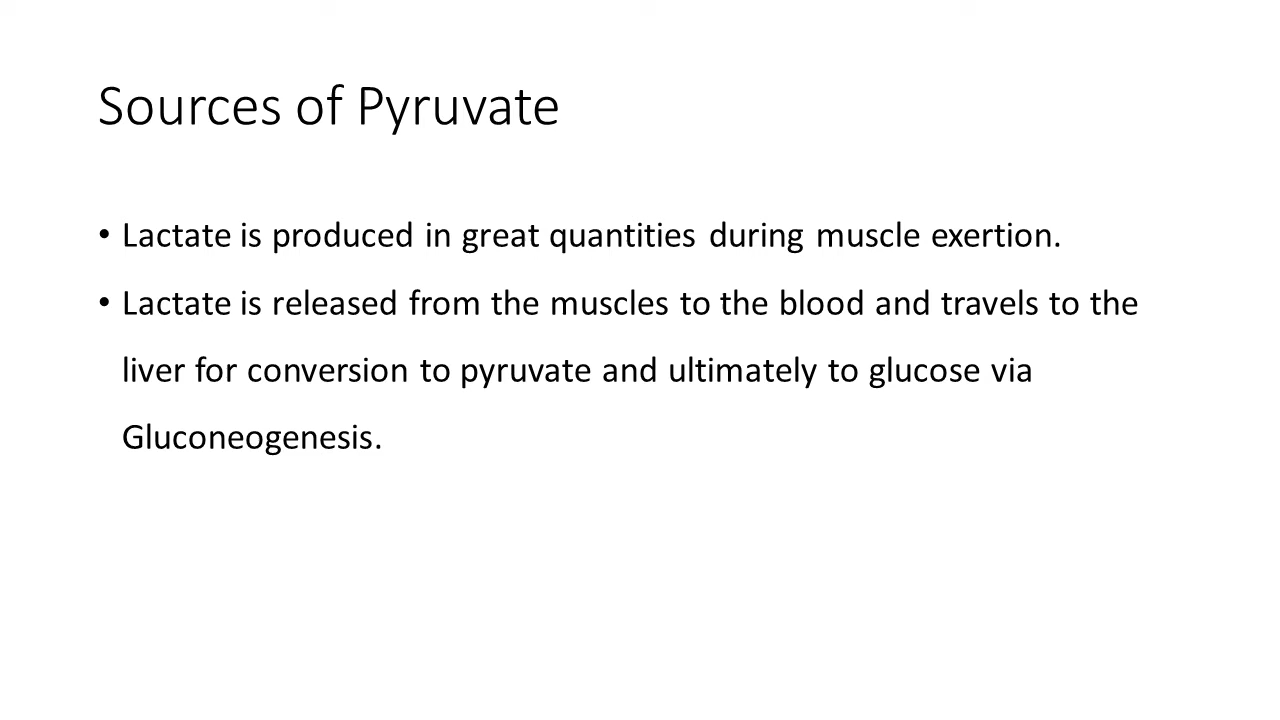 Sources of Pyruvate
• Lactate is produced in great quantities during muscle exertion.
• Lactate is released from the muscles to the blood and travels to the
liver for conversion to pyruvate and ultimately to glucose via
Gluconeogenesis.